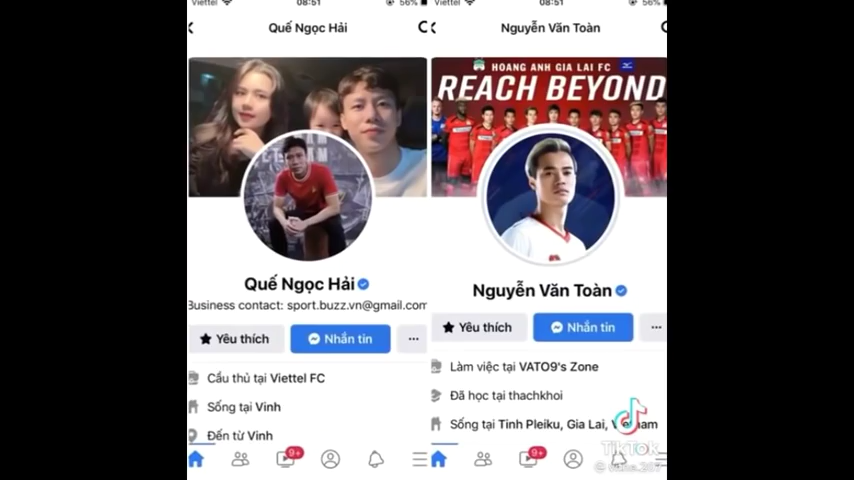 Viettel
08:51
56%
Quế Ngọc Hải
Quế Ngọc Hải
Business contact: sport.buzz.vn@gmail.com
Yêu thích
Nhắn tin
Cầu thủ tại Viettel FC
Sống tại Vinh
Đến từ Vinh
9+
Viettel
08:51
56%
Nguyễn Văn Toàn
HOANG ANH GIA LAI FC
REACH BEYOND
Nguyễn Văn Toàn
Yêu thích
Nhắn tin
Làm việc tại VATO9's Zone
Đã học tại thachkhoi
Sống tại Tỉnh Pleiku, Gia Lai, Vietnam
9+
TikTok